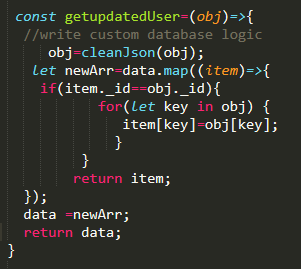 const getupdatedUser=(obj)=>{
//write custom database logic
obj=cleanJson(obj);
let newArr=data.map((item)=>{
if(item._id==obj._id){
for(let key in obj) {
item[key]=obj[key];
}
}
return item;
});
data =newArr;
return data;
}